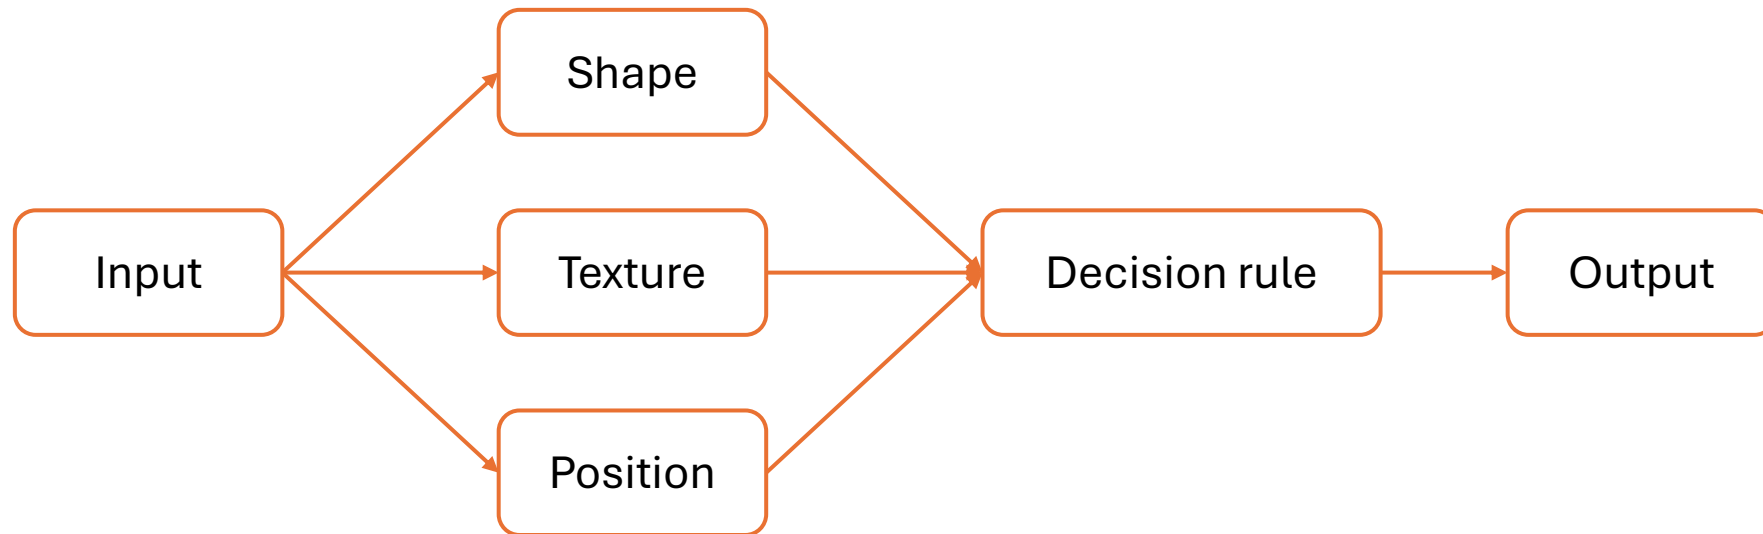 Shape
Input
Texture
Decision rule
Output
Position